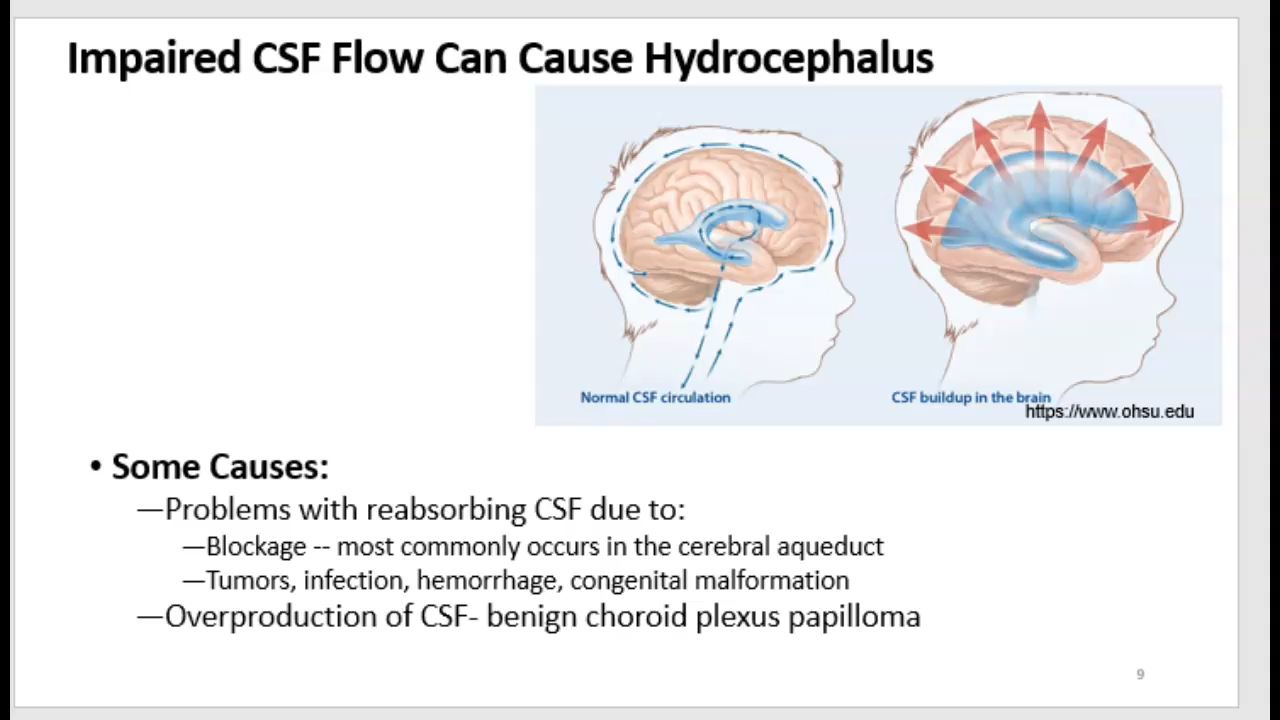 Impaired CSF Flow Can Cause Hydrocephalus
Normal CSF circulation
CSF buildup in the brain
https://www.ohsu.edu
• Some Causes:
—Problems with reabsorbing CSF due to:
—Blockage -- most commonly occurs in the cerebral aqueduct
—Tumors, infection, hemorrhage, congenital malformation
—Overproduction of CSF- benign choroid plexus papilloma
9